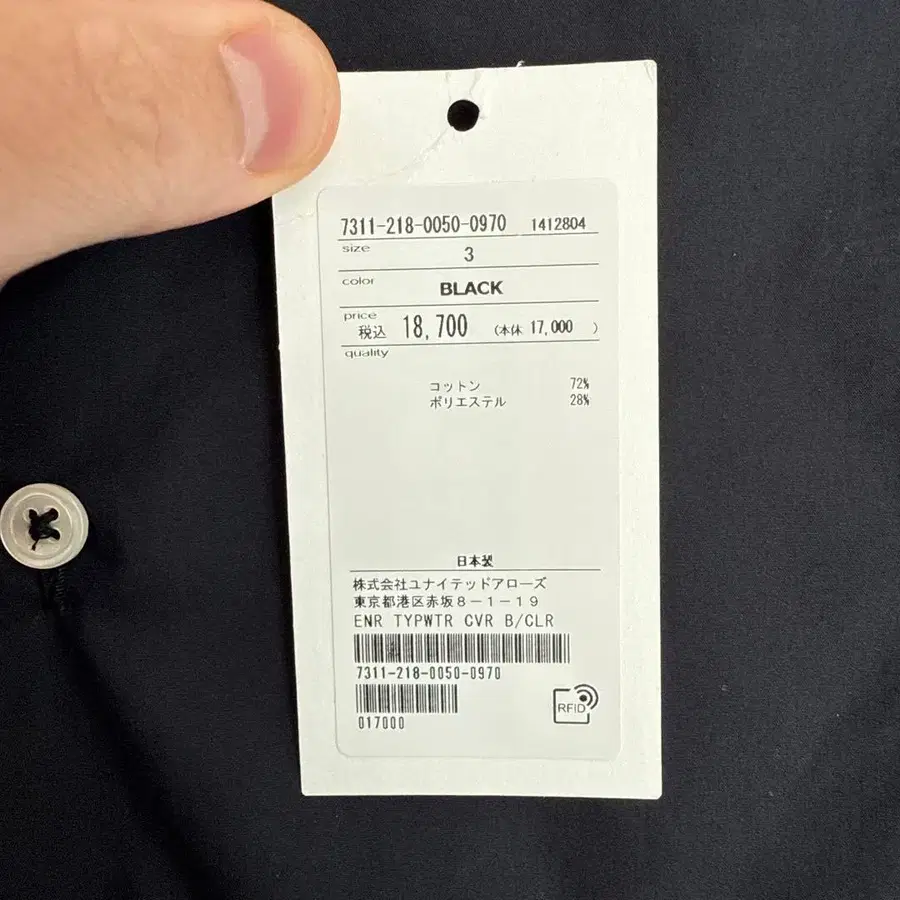 7311-218-0050-0970 1412804
size 3
color BLACK
price
税込 18,700 (本体 17,000 )
quality
コットン 72%
ポリエステル 28%
日本製
株式会社ユナイテッドアローズ
東京都港区赤坂8-1-19
ENR TYPWTR CVR B/CLR
7311-218-0050-0970
017000
RFID